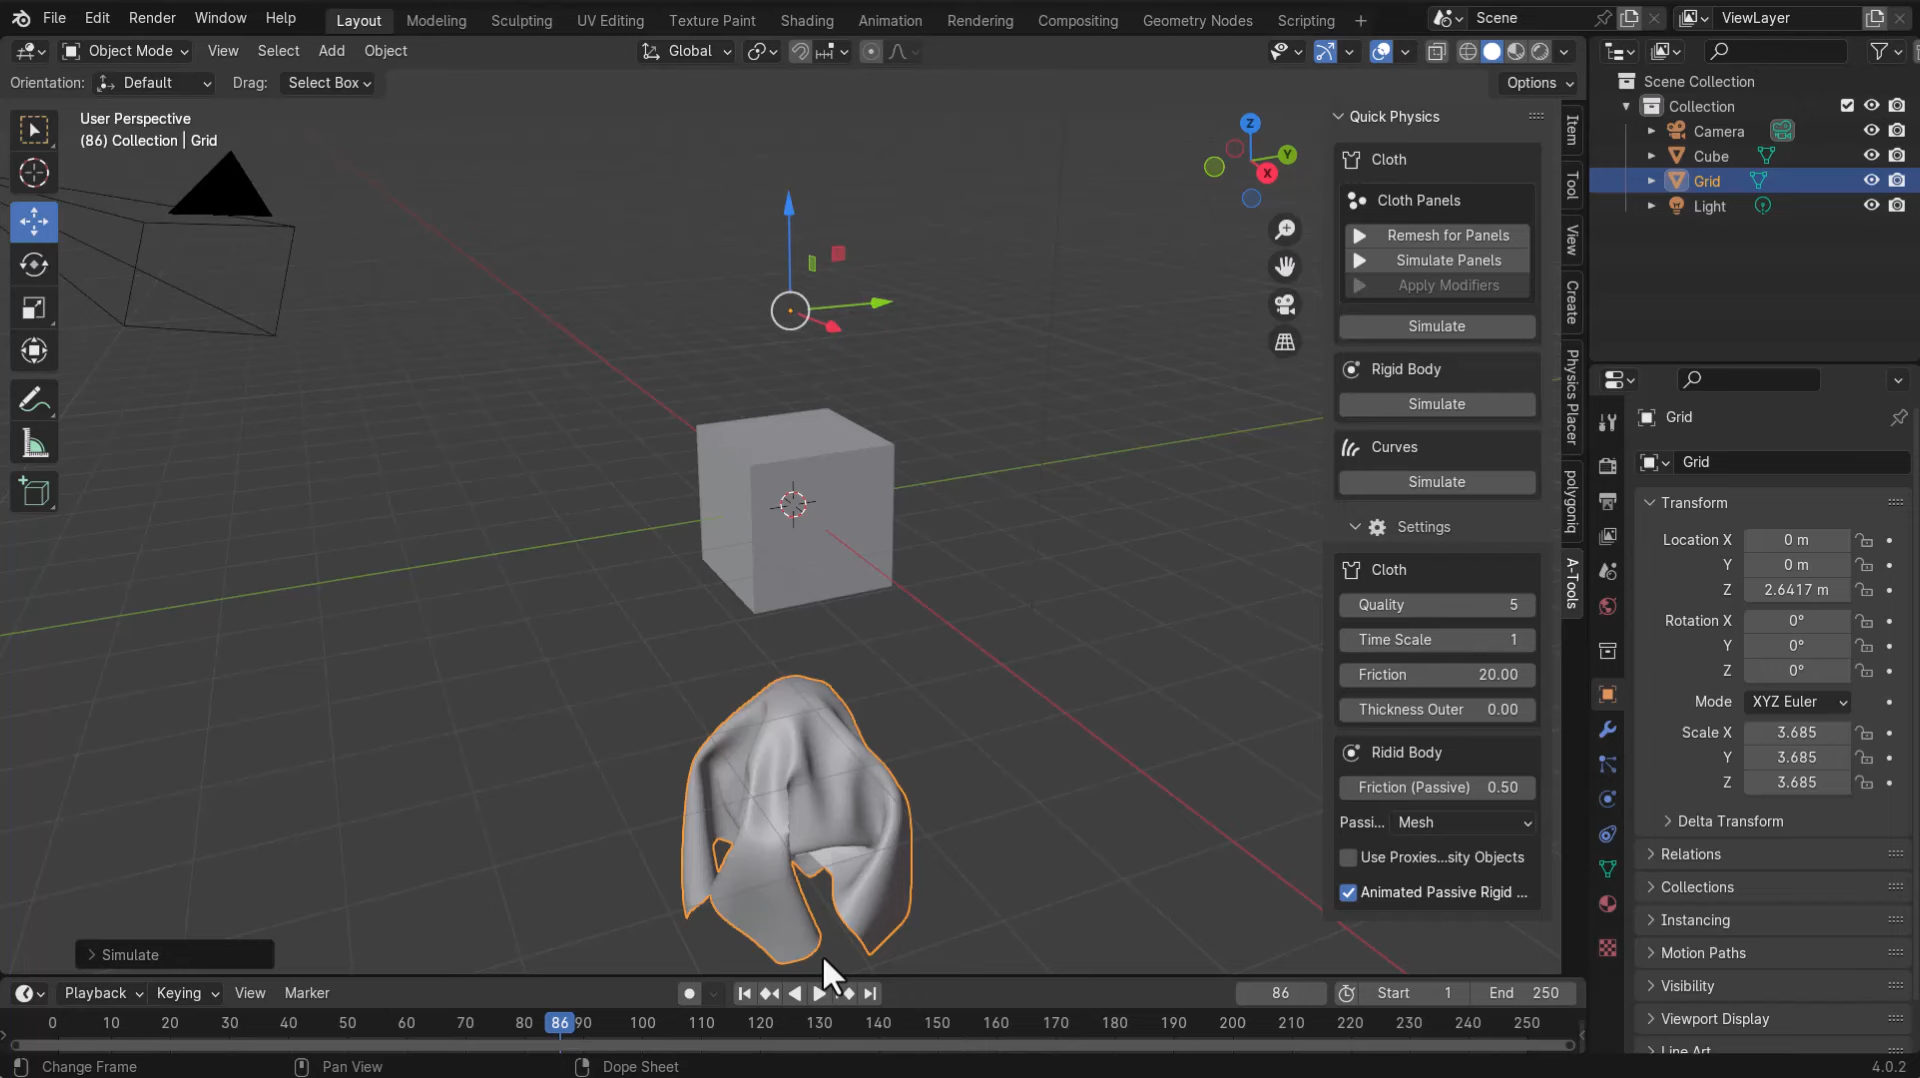 File Edit Render Window Help Layout Modeling Sculpting UV Editing Texture Paint Shading Animation Rendering Compositing Geometry Nodes Scripting + Scene ViewLayer
Object Mode View Select Add Object Global
Orientation: Default Drag: Select Box Options
User Perspective
(86) Collection | Grid
Z
Y
X
Quick Physics
Cloth
Cloth Panels
Remesh for Panels
Simulate Panels
Apply Modifiers
Simulate
Rigid Body
Simulate
Curves
Simulate
Settings
Cloth
Quality 5
Time Scale 1
Friction 20.00
Thickness Outer 0.00
Ridid Body
Friction (Passive) 0.50
Passi... Mesh
Use Proxies...sity Objects
Animated Passive Rigid ...
Item
Tool
View
Create
Physics Placer
polygoniq
A-Tools
Scene Collection
Collection
Camera
Cube
Grid
Light
Grid
Grid
Transform
Location X 0 m
Y 0 m
Z 2.6417 m
Rotation X 0°
Y 0°
Z 0°
Mode XYZ Euler
Scale X 3.685
Y 3.685
Z 3.685
Delta Transform
Relations
Collections
Instancing
Motion Paths
Visibility
Viewport Display
Line Art
Simulate
Playback Keying View Marker 86 Start 1 End 250
0 10 20 30 40 50 60 70 80 86 90 100 110 120 130 140 150 160 170 180 190 200 210 220 230 240 250
Change Frame Pan View Dope Sheet 4.0.2